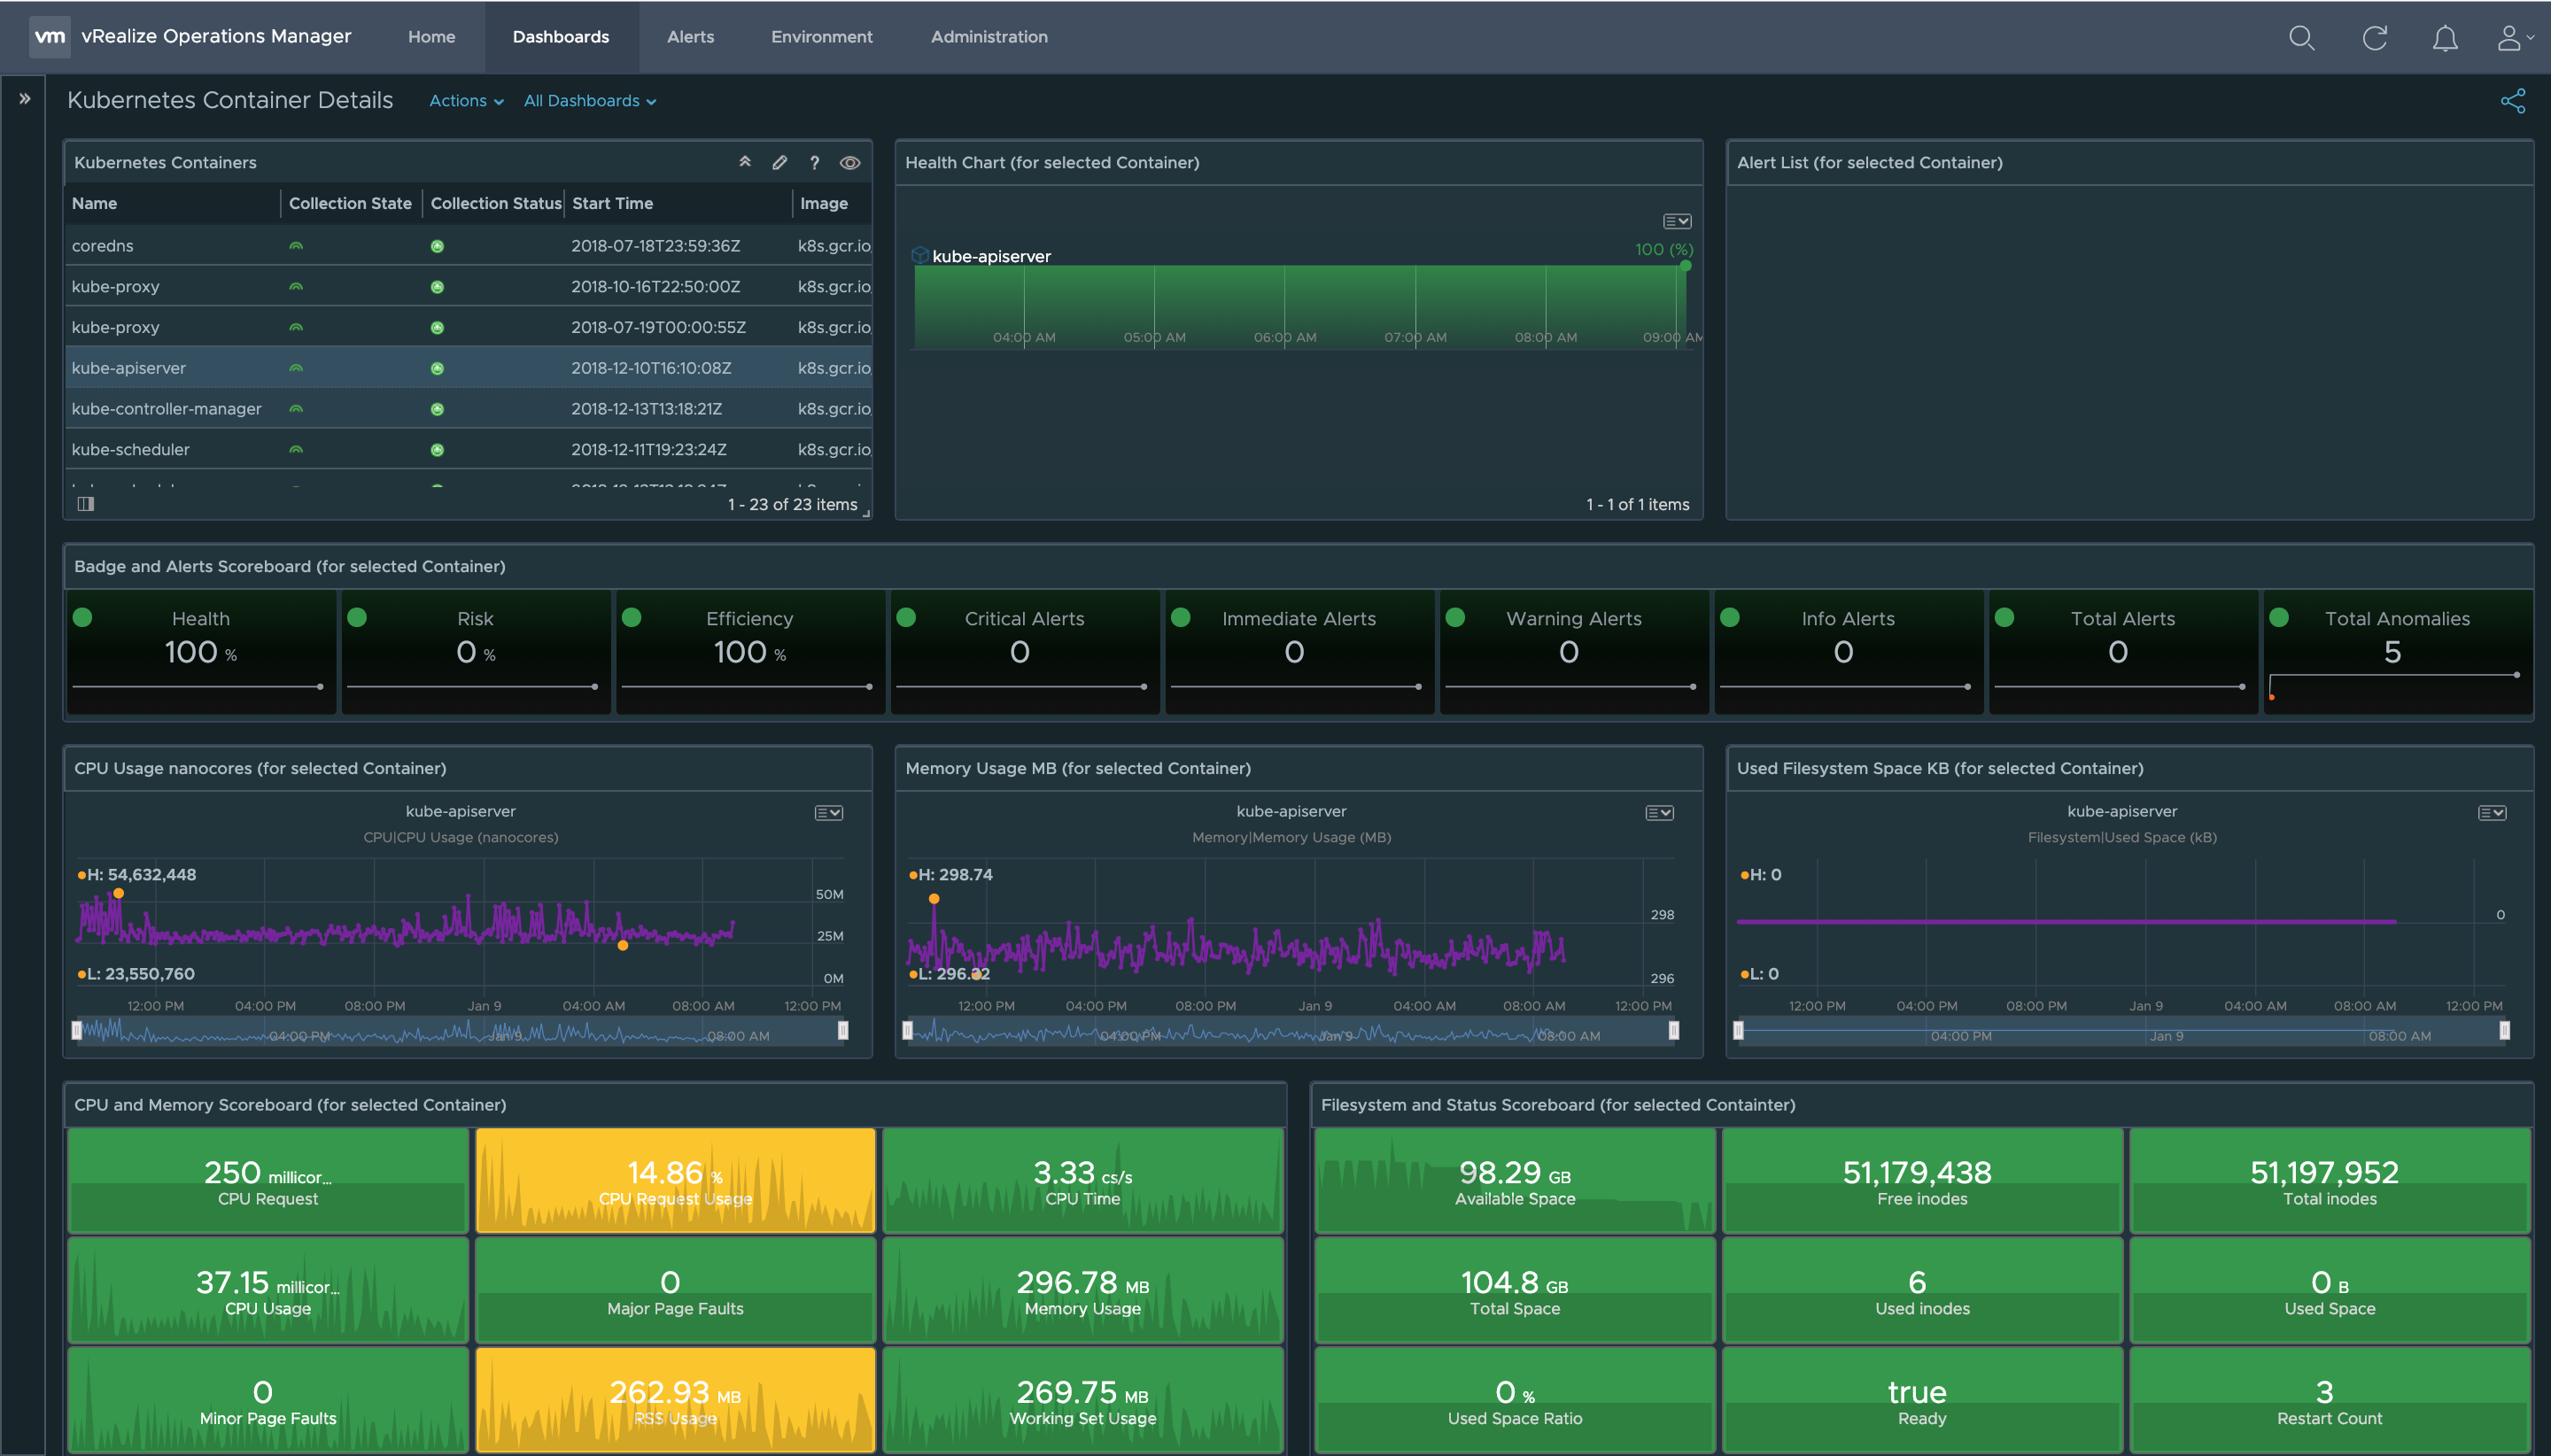 vm vRealize Operations Manager Home Dashboards Alerts Environment Administration
Kubernetes Container Details Actions All Dashboards
Kubernetes Containers ?
Name Collection State Collection Status Start Time Image
coredns 2018-07-18T23:59:36Z k8s.gcr.io
kube-proxy 2018-10-16T22:50:00Z k8s.gcr.io
kube-proxy 2018-07-19T00:00:55Z k8s.gcr.io
kube-apiserver 2018-12-10T16:10:08Z k8s.gcr.io
kube-controller-manager 2018-12-13T13:18:21Z k8s.gcr.io
kube-scheduler 2018-12-11T19:23:24Z k8s.gcr.io
1 - 23 of 23 items
Health Chart (for selected Container)
100 (%)
kube-apiserver
04:00 AM 05:00 AM 06:00 AM 07:00 AM 08:00 AM 09:00 AM
1 - 1 of 1 items
Alert List (for selected Container)
Badge and Alerts Scoreboard (for selected Container)
Health Risk Efficiency Critical Alerts Immediate Alerts Warning Alerts Info Alerts Total Alerts Total Anomalies
100 % 0 % 100 % 0 0 0 0 0 5
CPU Usage nanocores (for selected Container)
kube-apiserver
CPU|CPU Usage (nanocores)
H: 54,632,448
50M
25M
L: 23,550,760
0M
12:00 PM 04:00 PM 08:00 PM Jan 9 04:00 AM 08:00 AM 12:00 PM
04:00 PM Jan 9 08:00 AM
Memory Usage MB (for selected Container)
kube-apiserver
Memory|Memory Usage (MB)
H: 298.74
298
L: 296.32
296
12:00 PM 04:00 PM 08:00 PM Jan 9 04:00 AM 08:00 AM 12:00 PM
04:00 PM Jan 9 08:00 AM
Used Filesystem Space KB (for selected Container)
kube-apiserver
Filesystem|Used Space (kB)
H: 0
0
L: 0
12:00 PM 04:00 PM 08:00 PM Jan 9 04:00 AM 08:00 AM 12:00 PM
04:00 PM Jan 9 08:00 AM
CPU and Memory Scoreboard (for selected Container)
250 millicor... 14.86 % 3.33 cs/s
CPU Request CPU Request Usage CPU Time
37.15 millicor... 0 296.78 MB
CPU Usage Major Page Faults Memory Usage
0 262.93 MB 269.75 MB
Minor Page Faults RSS Usage Working Set Usage
Filesystem and Status Scoreboard (for selected Containter)
98.29 GB 51,179,438 51,197,952
Available Space Free inodes Total inodes
104.8 GB 6 0 B
Total Space Used inodes Used Space
0 % true 3
Used Space Ratio Ready Restart Count